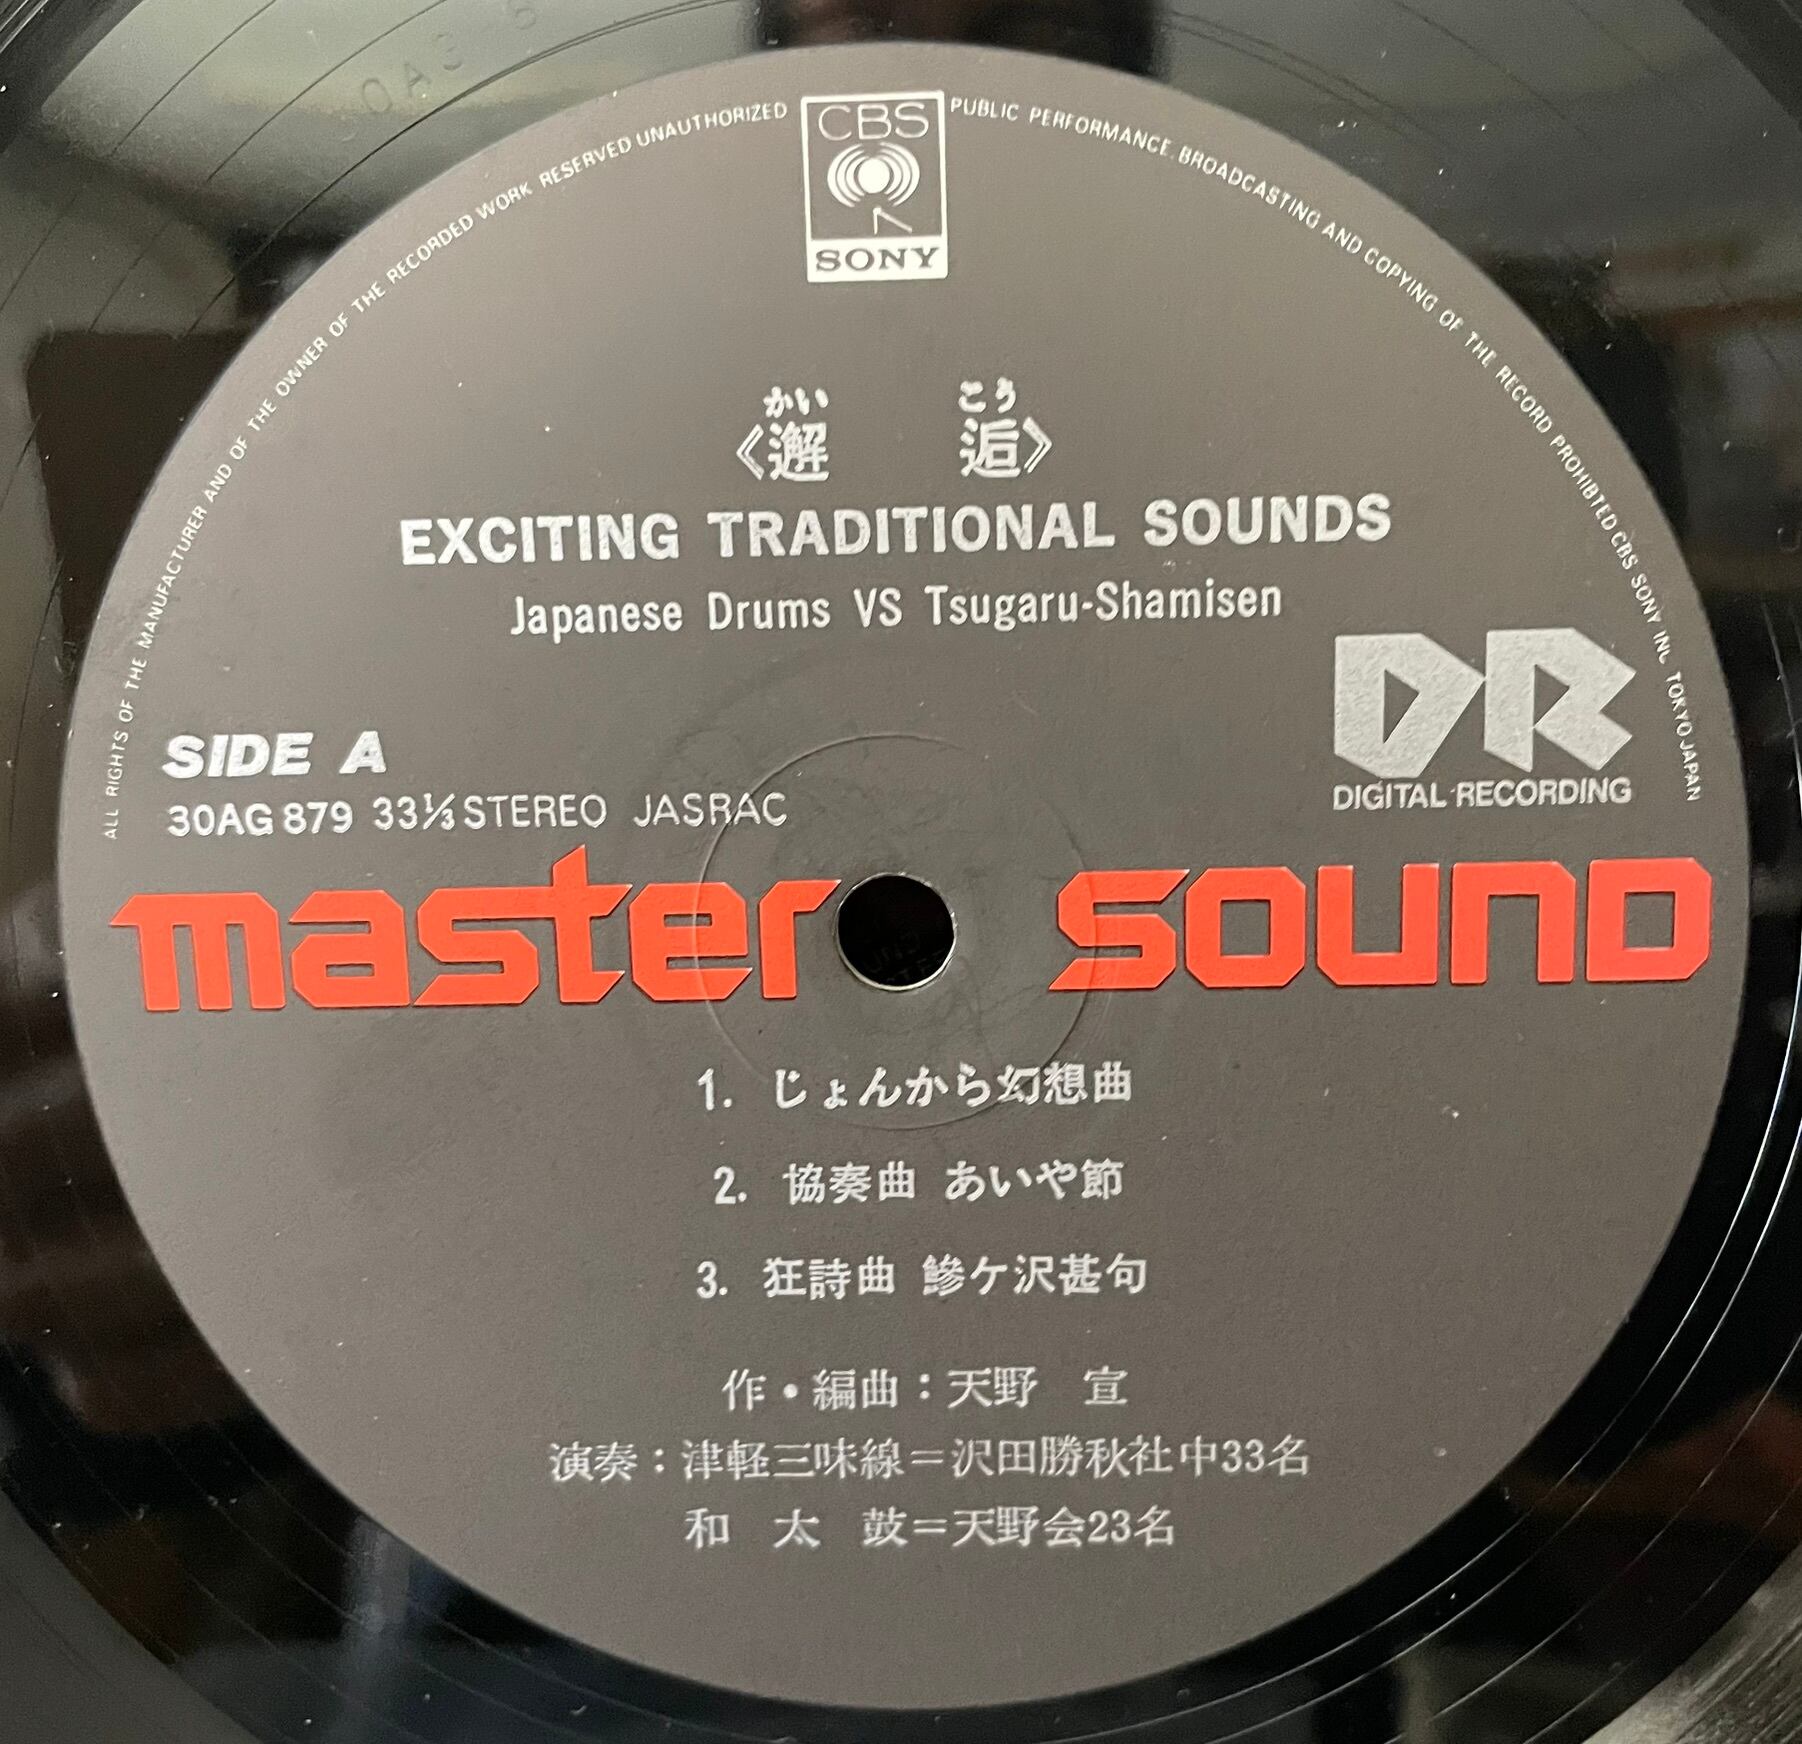 ALL RIGHTS OF THE MANUFACTURER AND OF THE OWNER OF THE RECORDED WORK RESERVED UNAUTHORIZED PUBLIC PERFORMANCE. BROADCASTING AND COPYING OF THE RECORD PROHIBITED CBS SONY INC. TOKYO JAPAN
CBS
SONY
かい こう
《邂 逅》
EXCITING TRADITIONAL SOUNDS
Japanese Drums VS Tsugaru-Shamisen
DR
DIGITAL RECORDING
SIDE A
30AG 879 33⅓ STEREO JASRAC
master sound
1. じょんから幻想曲
2. 協奏曲 あいや節
3. 狂詩曲 鰺ケ沢甚句
作・編曲：天野 宣
演奏：津軽三味線＝沢田勝秋社中33名
和 太 鼓＝天野会23名